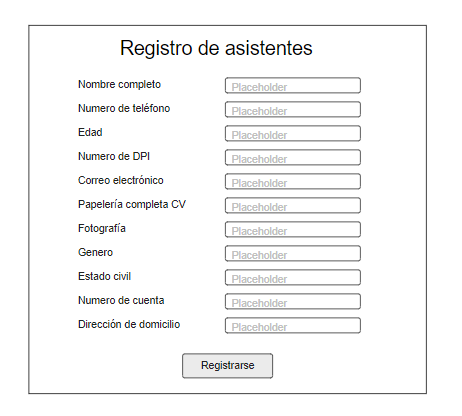 Registro de asistentes
Nombre completo Placeholder
Numero de teléfono Placeholder
Edad Placeholder
Numero de DPI Placeholder
Correo electrónico Placeholder
Papelería completa CV Placeholder
Fotografía Placeholder
Genero Placeholder
Estado civil Placeholder
Numero de cuenta Placeholder
Dirección de domicilio Placeholder
Registrarse